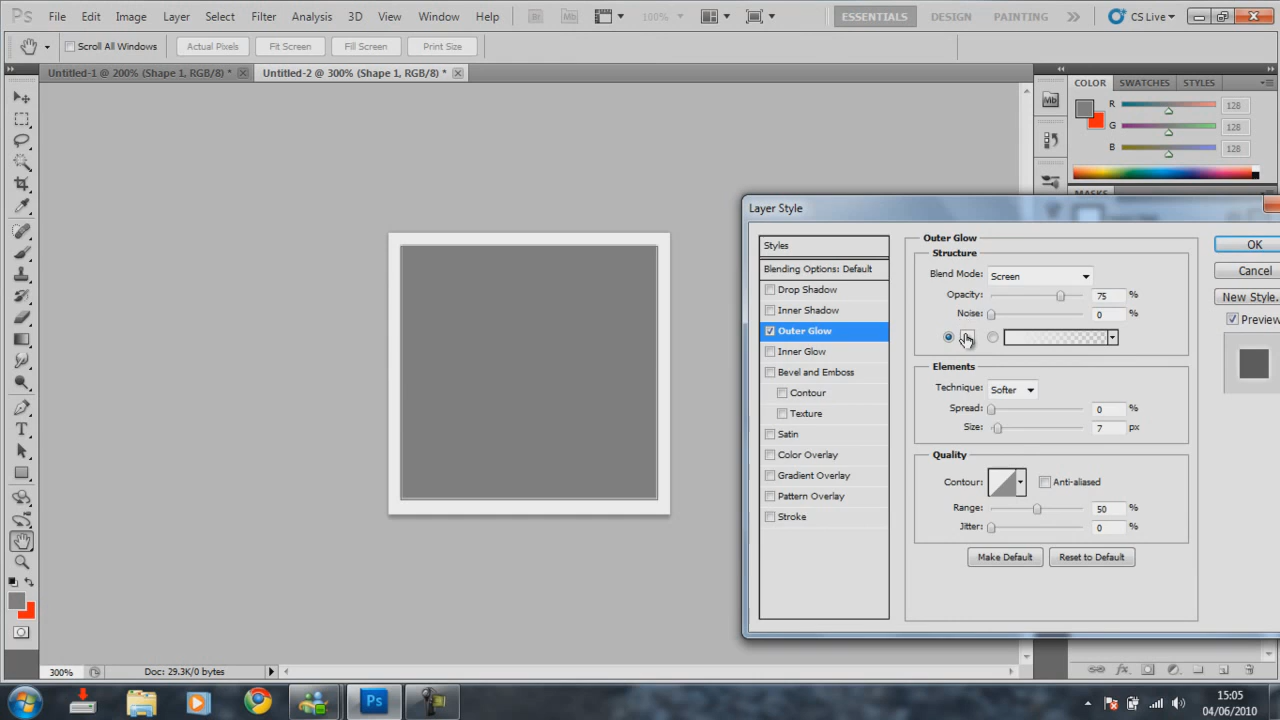 Ps File Edit Image Layer Select Filter Analysis 3D View Window Help Br Mb 100% ESSENTIALS DESIGN PAINTING CS Live
Scroll All Windows Actual Pixels Fit Screen Fill Screen Print Size
Untitled-1 @ 200% (Shape 1, RGB/8) * Untitled-2 @ 300% (Shape 1, RGB/8) *
COLOR SWATCHES STYLES
Mb
R 128
G 128
B 128
MASKS
Layer Style
Styles
Blending Options: Default
Drop Shadow
Inner Shadow
Outer Glow
Inner Glow
Bevel and Emboss
Contour
Texture
Satin
Color Overlay
Gradient Overlay
Pattern Overlay
Stroke
Outer Glow
Structure
Blend Mode: Screen
Opacity: 75 %
Noise: 0 %
Elements
Technique: Softer
Spread: 0 %
Size: 7 px
Quality
Contour: Anti-aliased
Range: 50 %
Jitter: 0 %
Make Default Reset to Default
OK
Cancel
New Style...
Preview
300% Doc: 29.3K/0 bytes
fx
Ps
15:05
04/06/2010